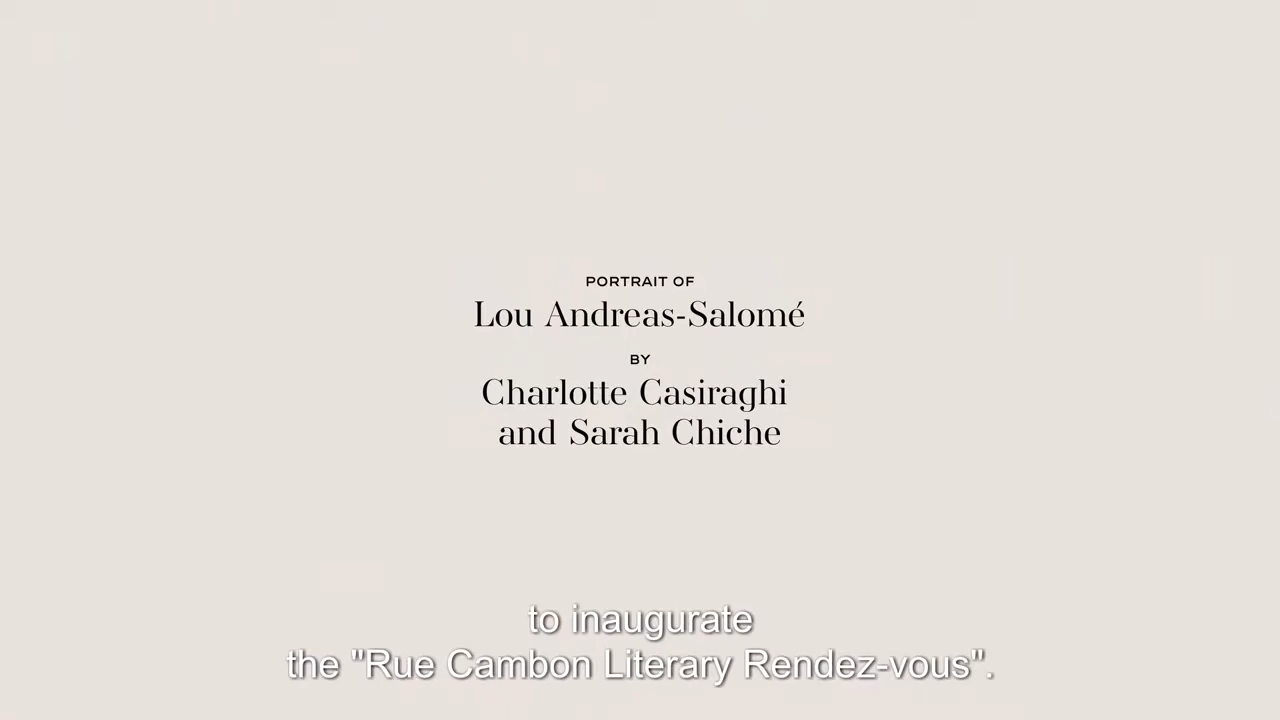 PORTRAIT OF
Lou Andreas-Salomé
BY
Charlotte Casiraghi
and Sarah Chiche
to inaugurate
the "Rue Cambon Literary Rendez-vous".